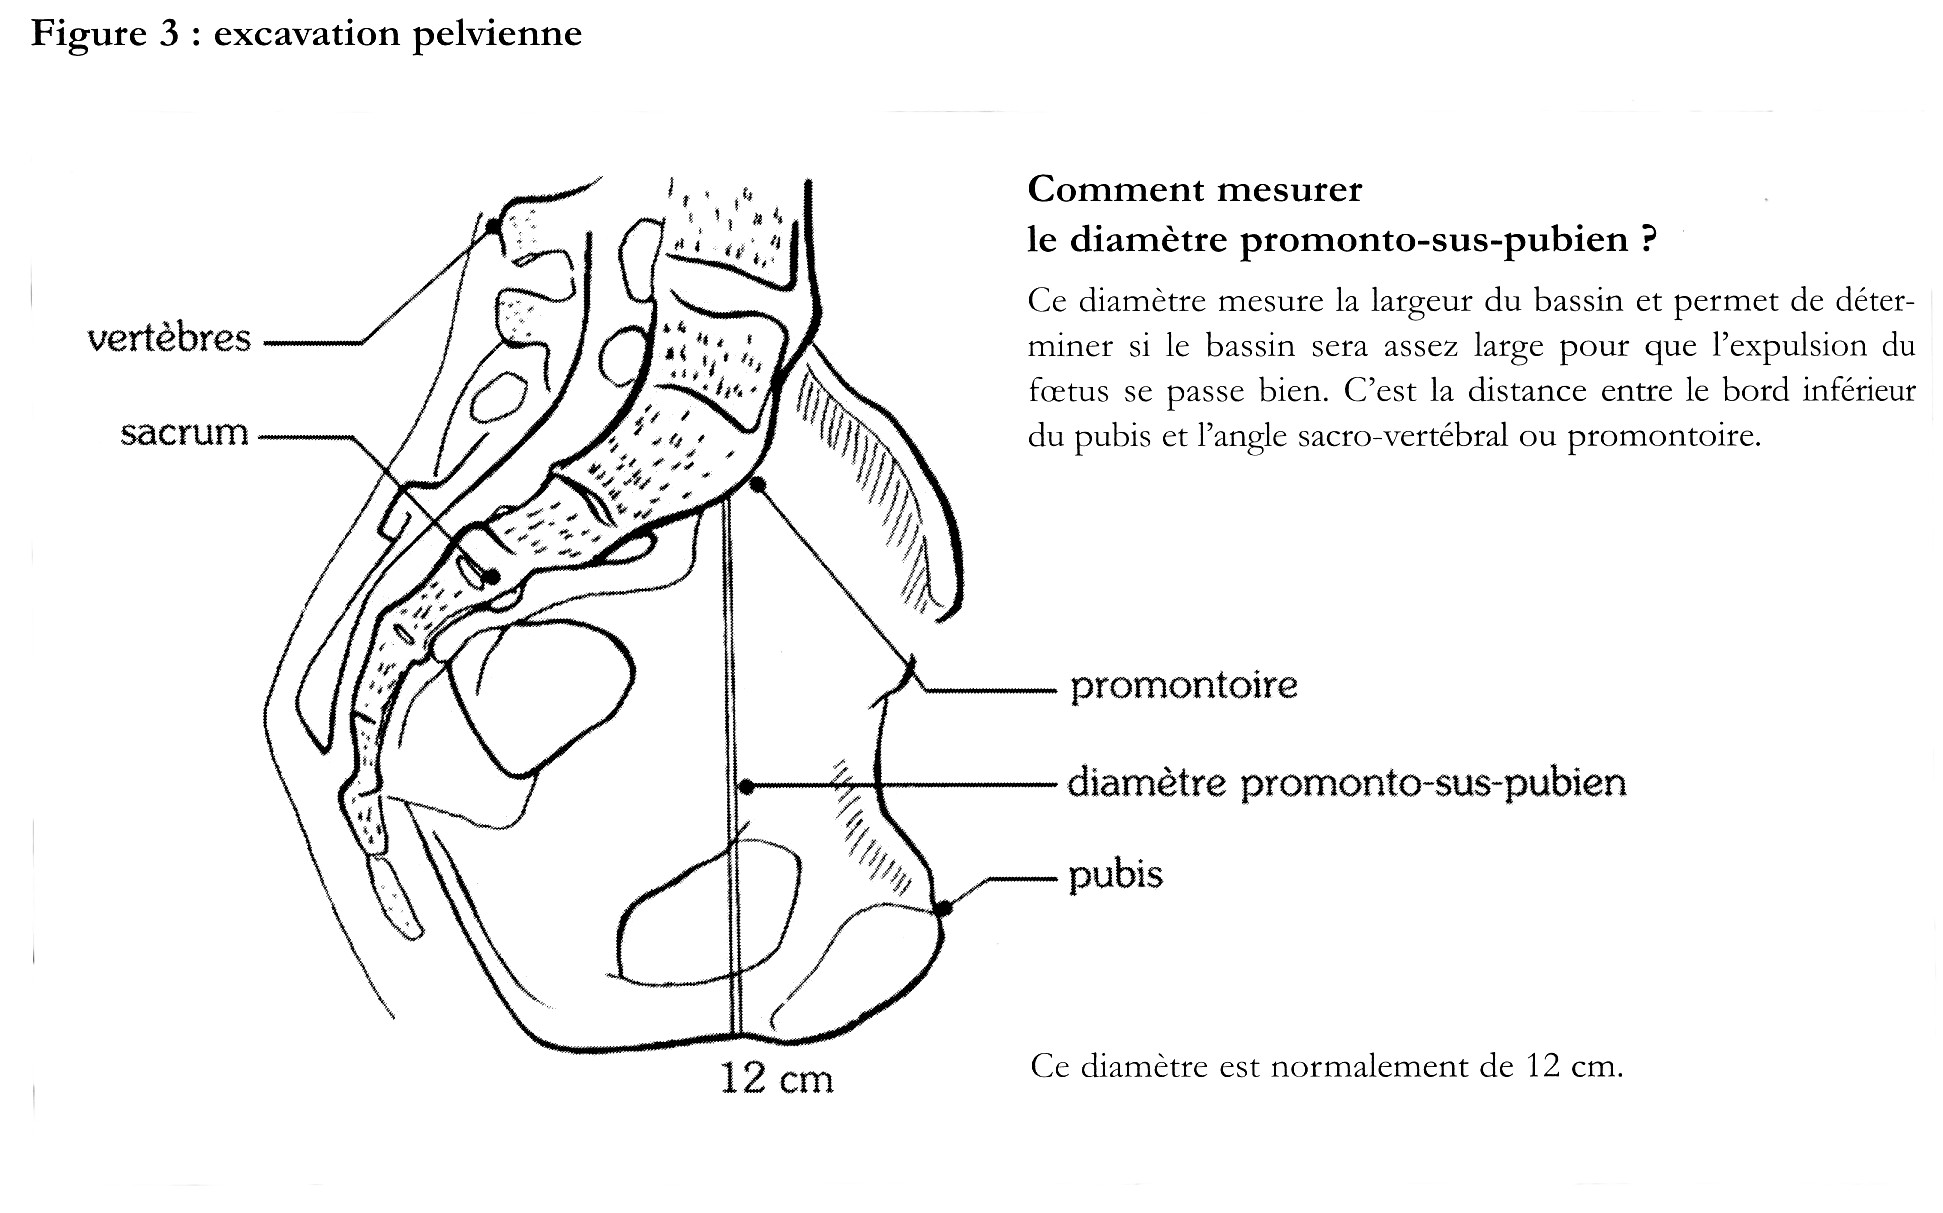 Figure 3 : excavation pelvienne
Comment mesurer
le diamètre promonto-sus-pubien ?
Ce diamètre mesure la largeur du bassin et permet de déter-
miner si le bassin sera assez large pour que l’expulsion du
fœtus se passe bien. C’est la distance entre le bord inférieur
du pubis et l’angle sacro-vertébral ou promontoire.
vertèbres
sacrum
promontoire
diamètre promonto-sus-pubien
pubis
12 cm
Ce diamètre est normalement de 12 cm.